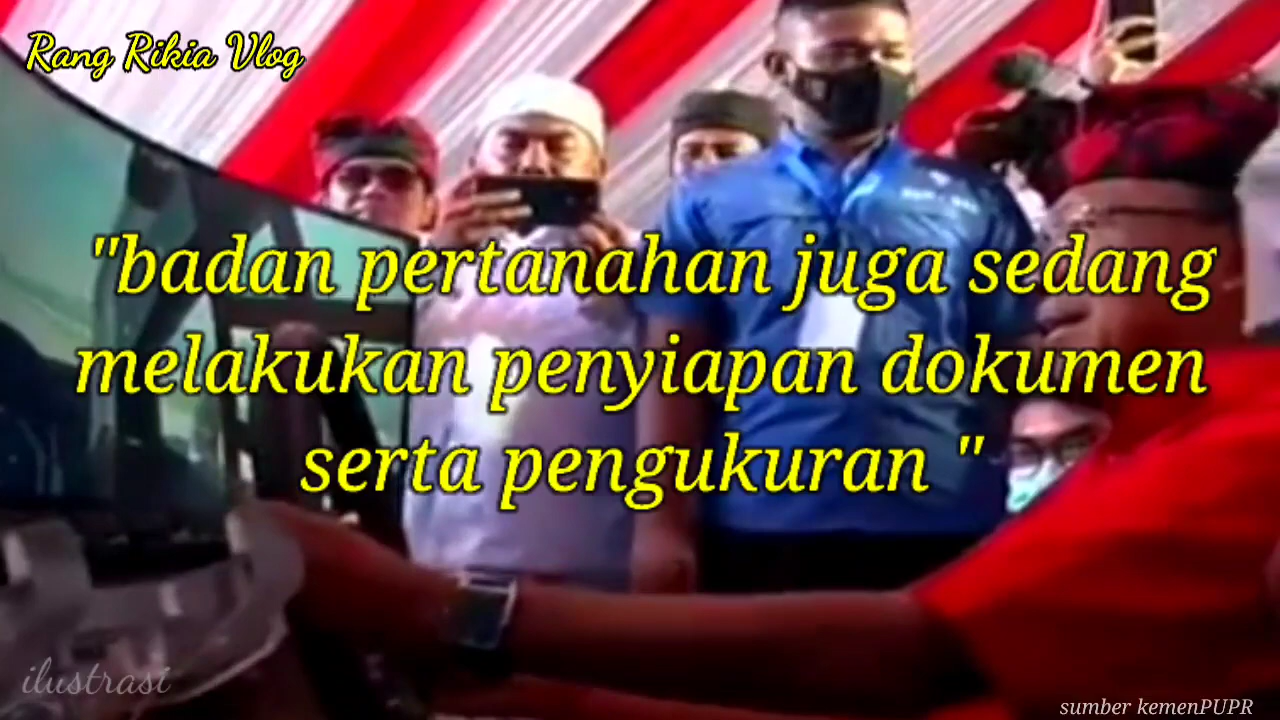 Rang Rikia Vlog
"badan pertanahan juga sedang
melakukan penyiapan dokumen
serta pengukuran "
ilustrasi
sumber kemenPUPR